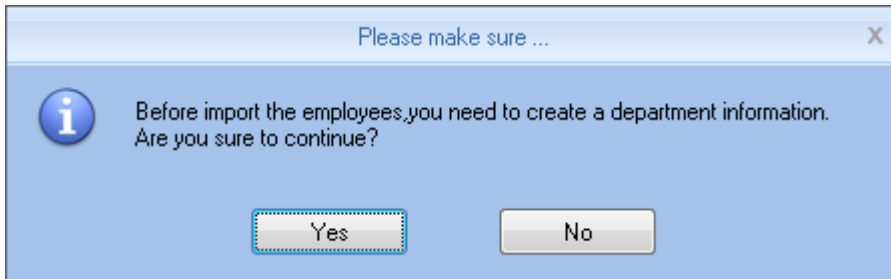 Please make sure ...
X
Before import the employees,you need to create a department information.
Are you sure to continue?
Yes
No